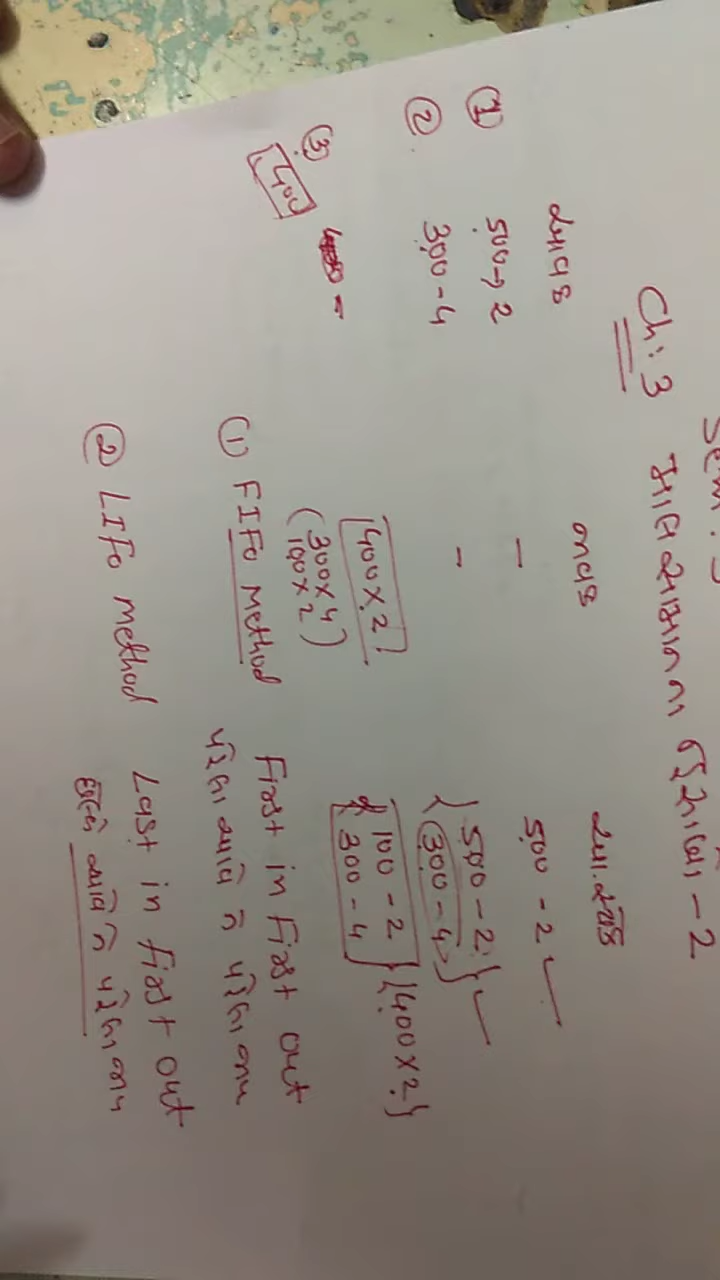 Sem. 3
Ch: 3 માલસામાનના હિસાબો - 2
આવક જાવક આ. સ્ટોક
① 500 → 2 — 500 - 2 ✓
② 300 - 4 — { 500 - 2
300 - 4 } ✓
③ - [400 × 2] { 100 - 2
[400] (300 × 4 300 - 4 } {400 × 2}
100 × 2)
① FIFO Method First in First out
પહેલા આવે તે પહેલા જાય
② LIFO method Last in First out
છેલ્લે આવે તે પહેલા જાય